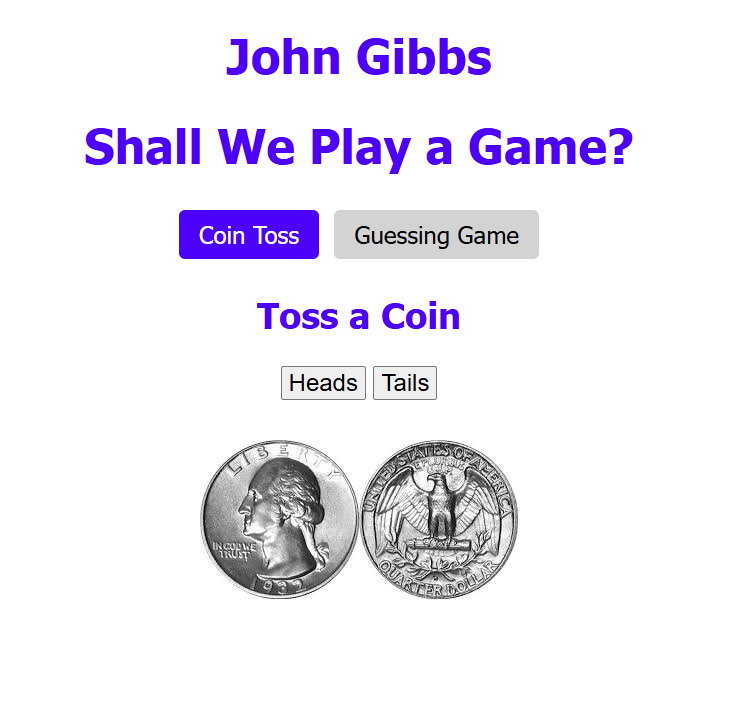 John Gibbs
Shall We Play a Game?
Coin Toss Guessing Game
Toss a Coin
Heads Tails
LIBERTY
IN GOD WE
TRUST
1932
UNITED STATES OF AMERICA
E PLURIBUS
UNUM
QUARTER DOLLAR